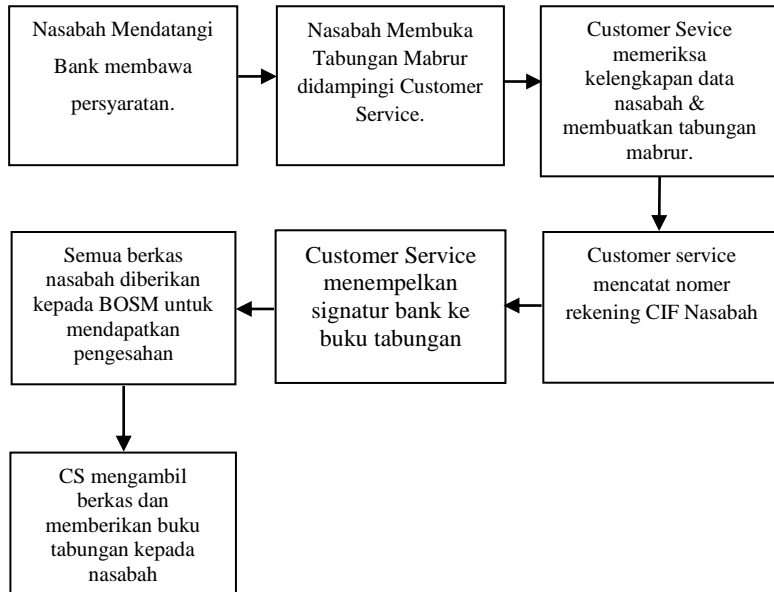 Nasabah Mendatangi
Bank membawa
persyaratan.
Nasabah Membuka
Tabungan Mabrur
didampingi Customer
Service.
Customer Sevice
memeriksa
kelengkapan data
nasabah &
membuatkan tabungan
mabrur.
Customer service
mencatat nomer
rekening CIF Nasabah
Customer Service
menempelkan
signatur bank ke
buku tabungan
Semua berkas
nasabah diberikan
kepada BOSM untuk
mendapatkan
pengesahan
CS mengambil
berkas dan
memberikan buku
tabungan kepada
nasabah